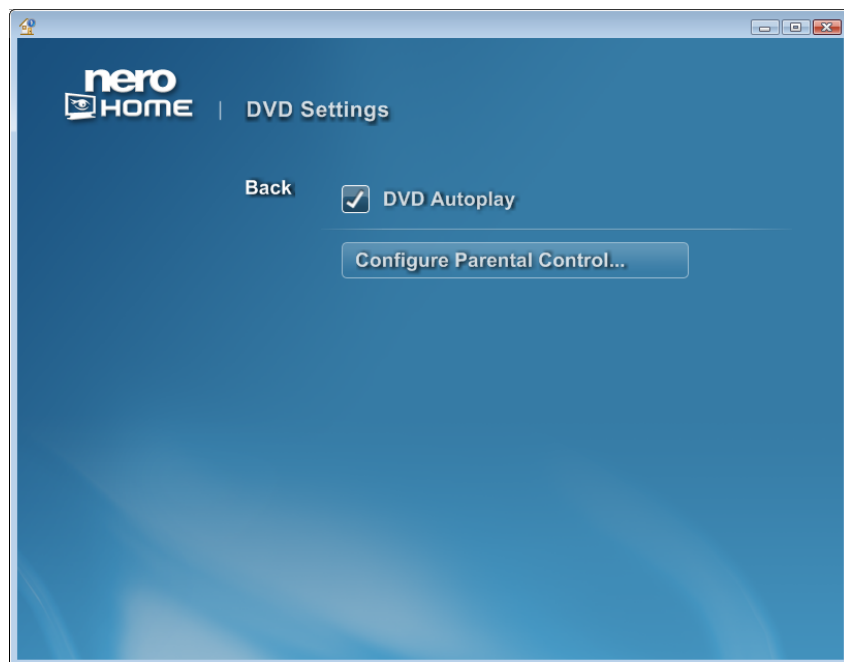 nero
HOME | DVD Settings
Back
DVD Autoplay
Configure Parental Control...